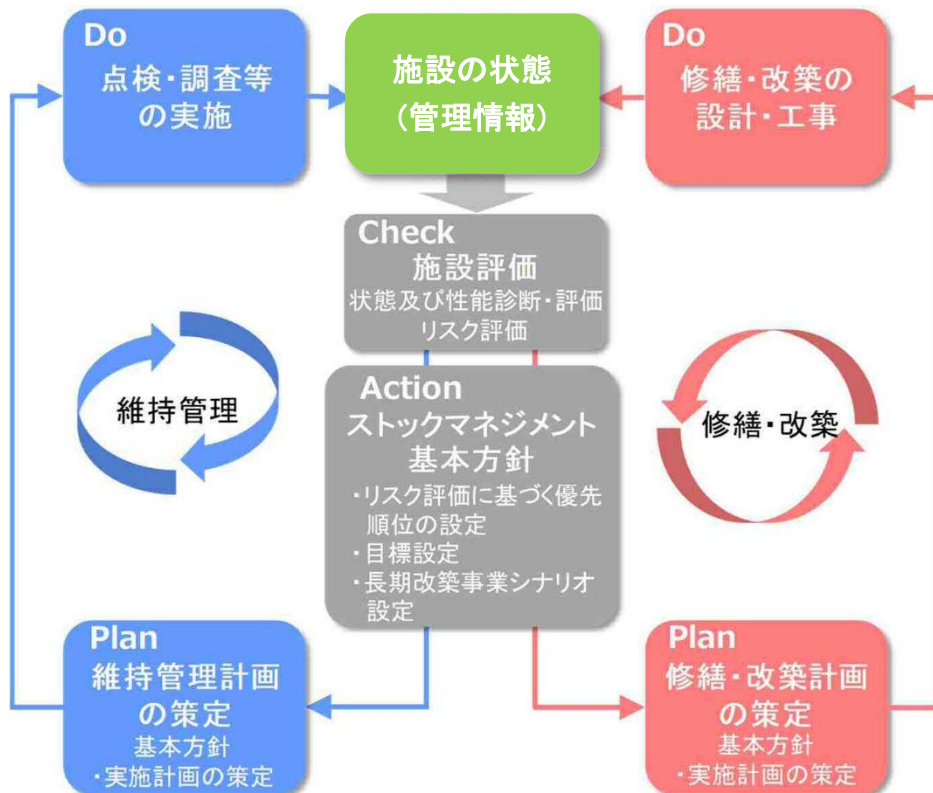 Do
点検・調査等
の実施
施設の状態
(管理情報)
Do
修繕・改築の
設計・工事
Check
施設評価
状態及び性能診断・評価
リスク評価
維持管理
Action
ストックマネジメント
基本方針
・リスク評価に基づく優先
順位の設定
・目標設定
・長期改築事業シナリオ
設定
修繕・改築
Plan
維持管理計画
の策定
基本方針
・実施計画の策定
Plan
修繕・改築計画
の策定
基本方針
・実施計画の策定